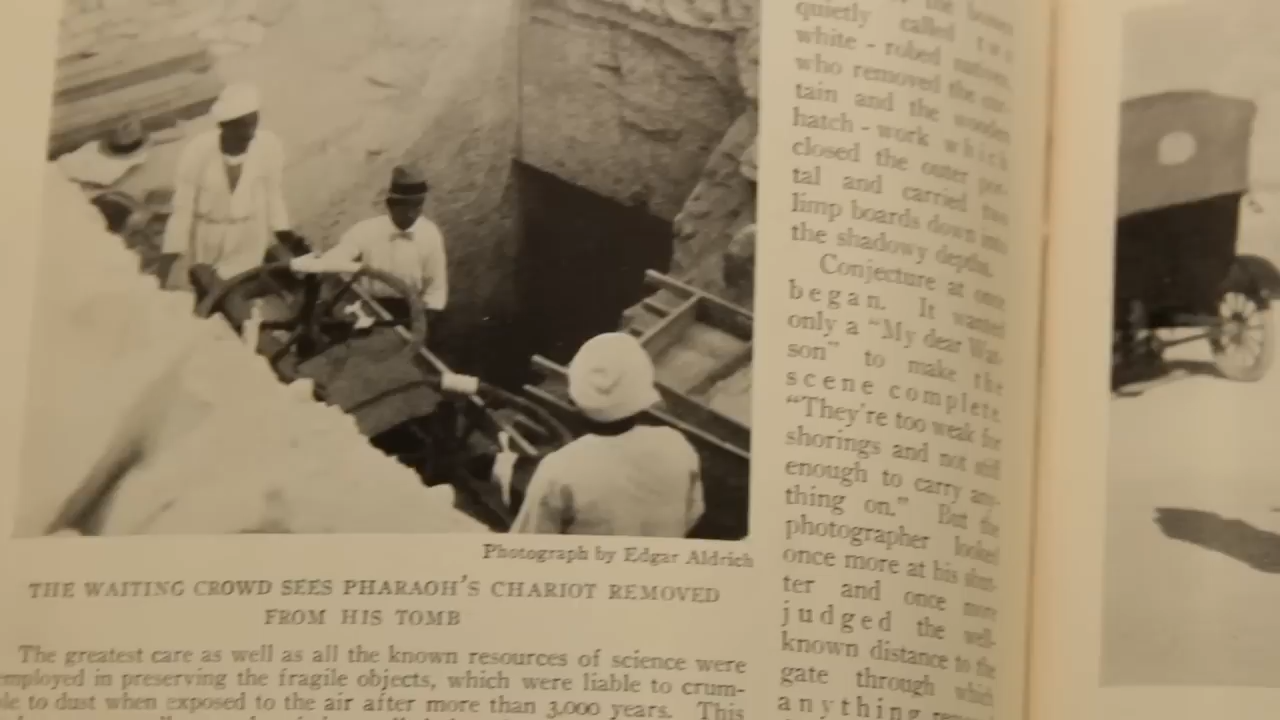 Photograph by Edgar Aldrich
THE WAITING CROWD SEES PHARAOH'S CHARIOT REMOVED
FROM HIS TOMB
The greatest care as well as all the known resources of science were
employed in preserving the fragile objects, which were liable to crum-
ble to dust when exposed to the air after more than 3,000 years. This
quietly called two
white-robed natives,
who removed the cur-
tain and the wooden
hatch-work which
closed the outer por-
tal and carried two
limp boards down into
the shadowy depths.
Conjecture at once
began. It wanted
only a "My dear Wat-
son" to make the
scene complete.
"They're too weak for
shorings and not stiff
enough to carry any-
thing on." But the
photographer looked
once more at his shut-
ter and once more
judged the well-
known distance to the
gate through which
anything